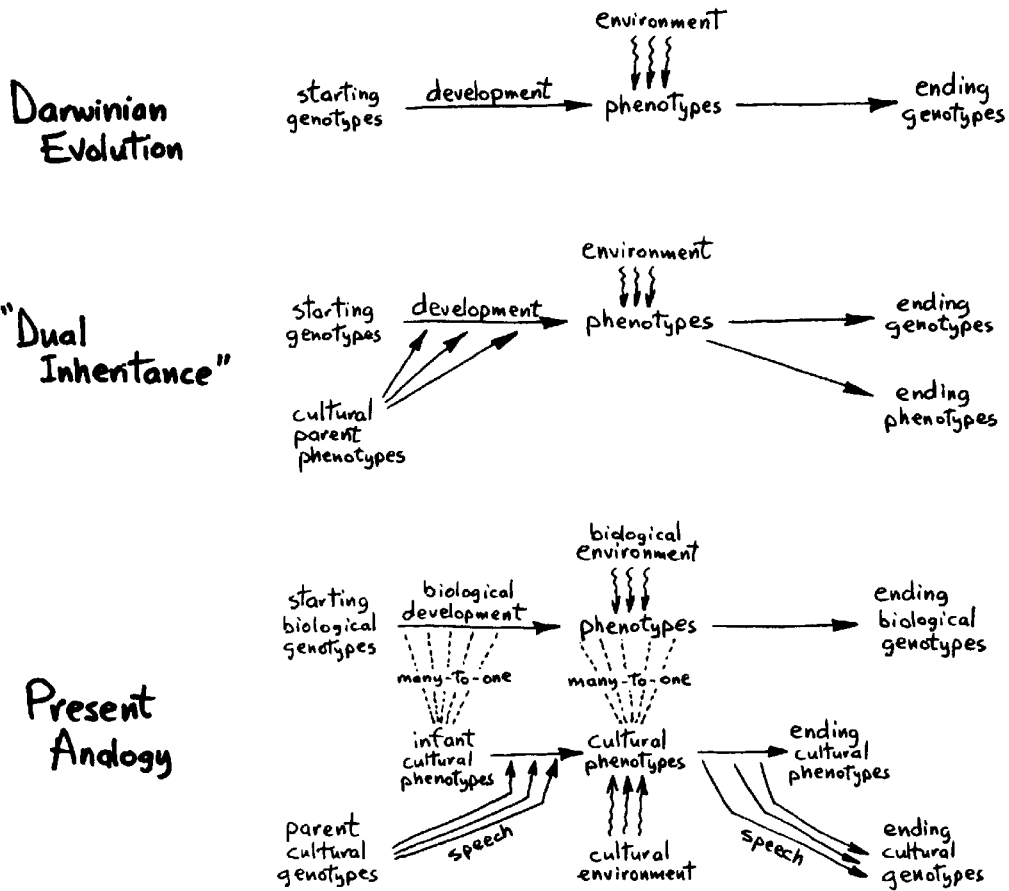 environment
Darwinian
Evolution
starting
genotypes
development
phenotypes
ending
genotypes
environment
"Dual
Inheritance"
starting
genotypes
development
phenotypes
ending
genotypes
cultural
parent
phenotypes
ending
phenotypes
biological
environment
starting
biological
genotypes
biological
development
phenotypes
ending
biological
genotypes
many-to-one
many-to-one
Present
Analogy
infant
cultural
phenotypes
cultural
phenotypes
ending
cultural
phenotypes
parent
cultural
genotypes
speech
cultural
environment
speech
ending
cultural
genotypes